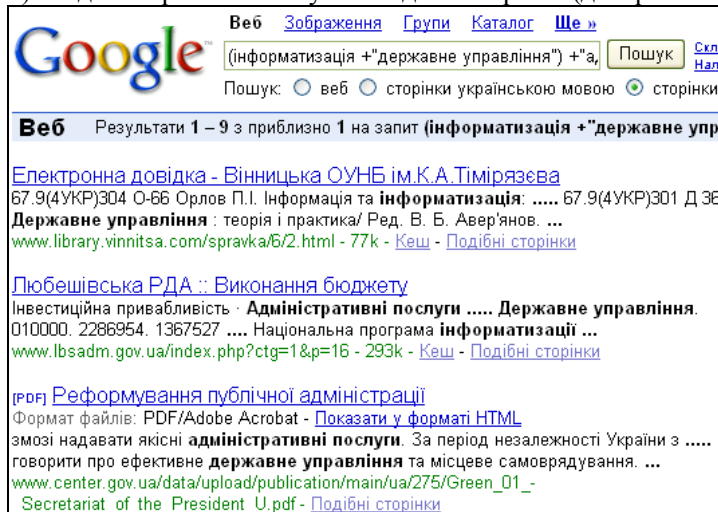 Веб Зображення Групи Каталог Ще »
Google™
(інформатизація +"державне управління") +"а, Пошук
Пошук: веб сторінки українською мовою сторінки
Веб Результати 1 – 9 з приблизно 1 на запит (інформатизація +"державне упр
Електронна довідка - Вінницька ОУНБ ім.К.А.Тімірязєва
67.9(4УКР)304 О-66 Орлов П.І. Інформація та інформатизація: ..... 67.9(4УКР)301 Д 36
Державне управління : теорія і практика/ Ред. В. Б. Авер'янов. ...
www.library.vinnitsa.com/spravka/6/2.html - 77k - Кеш - Подібні сторінки
Любешівська РДА :: Виконання бюджету
Інвестиційна привабливість · Адміністративні послуги ..... Державне управління.
010000. 2286954. 1367527 .... Національна програма інформатизації ...
www.lbsadm.gov.ua/index.php?ctg=1&p=16 - 293k - Кеш - Подібні сторінки
[PDF] Реформування публічної адміністрації
Формат файлів: PDF/Adobe Acrobat - Показати у форматі HTML
змозі надавати якісні адміністративні послуги. За період незалежності України з .....
говорити про ефективне державне управління та місцеве самоврядування. ...
www.center.gov.ua/data/upload/publication/main/ua/275/Green_01_-
_Secretariat_of_the_President_U.pdf - Подібні сторінки